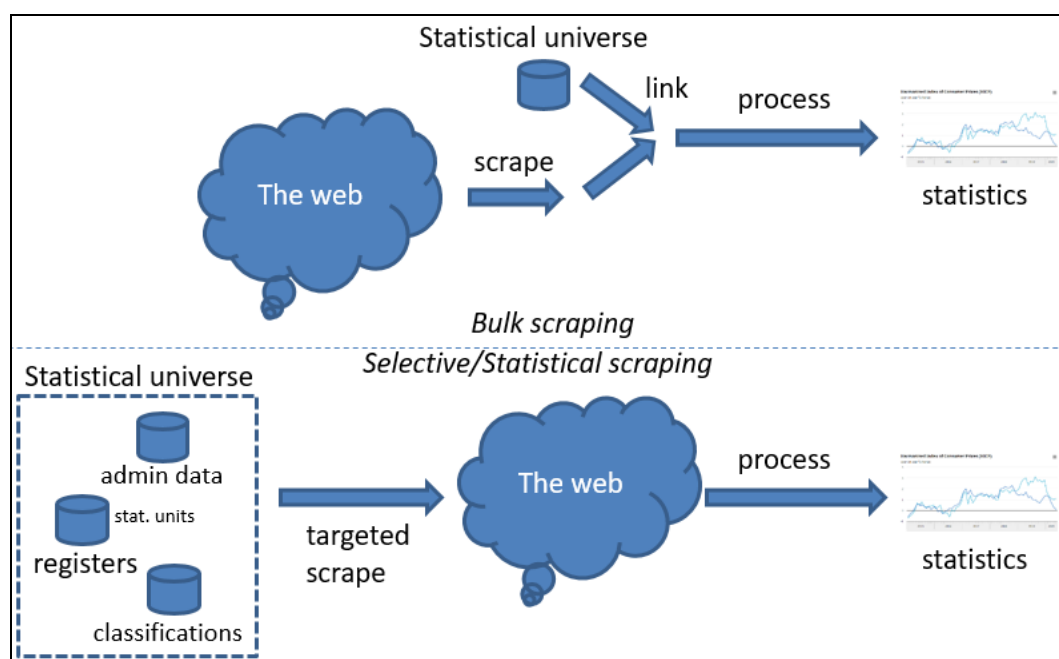 Statistical universe
link
process
scrape
The web
statistics
Bulk scraping
Selective/Statistical scraping
Statistical universe
admin data
stat. units
registers
classifications
targeted
scrape
The web
process
statistics